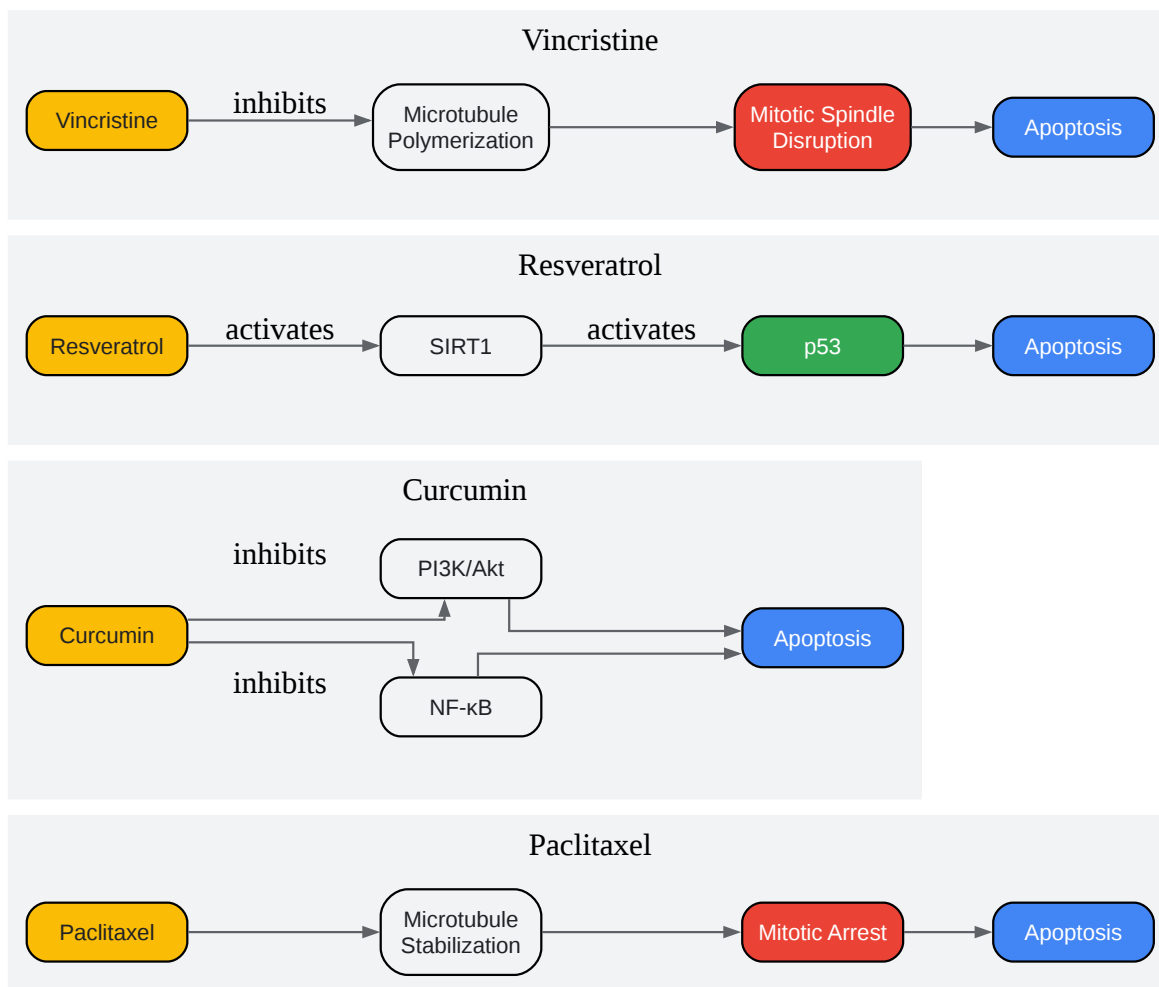 Vincristine
inhibits
Vincristine
Microtubule
Polymerization
Mitotic Spindle
Disruption
Apoptosis
Resveratrol
activates
activates
Resveratrol
SIRT1
p53
Apoptosis
Curcumin
inhibits
PI3K/Akt
Curcumin
Apoptosis
inhibits
NF-κB
Paclitaxel
Paclitaxel
Microtubule
Stabilization
Mitotic Arrest
Apoptosis